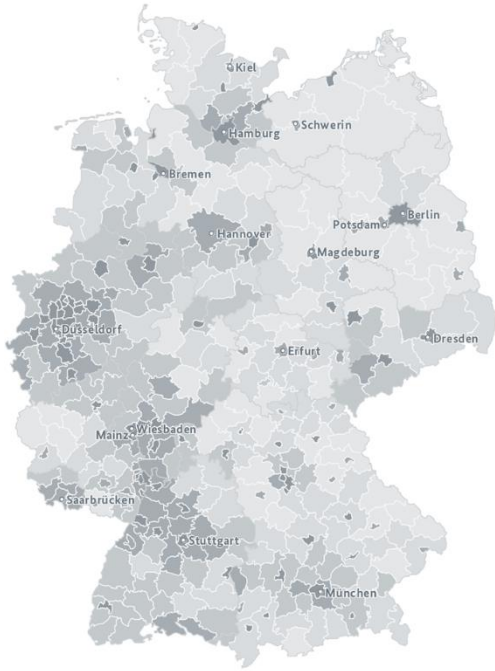 Kiel
Schwerin
Hamburg
Bremen
Berlin
Potsdam
Hannover
Magdeburg
Düsseldorf
Dresden
Erfurt
Wiesbaden
Mainz
Saarbrücken
Stuttgart
München